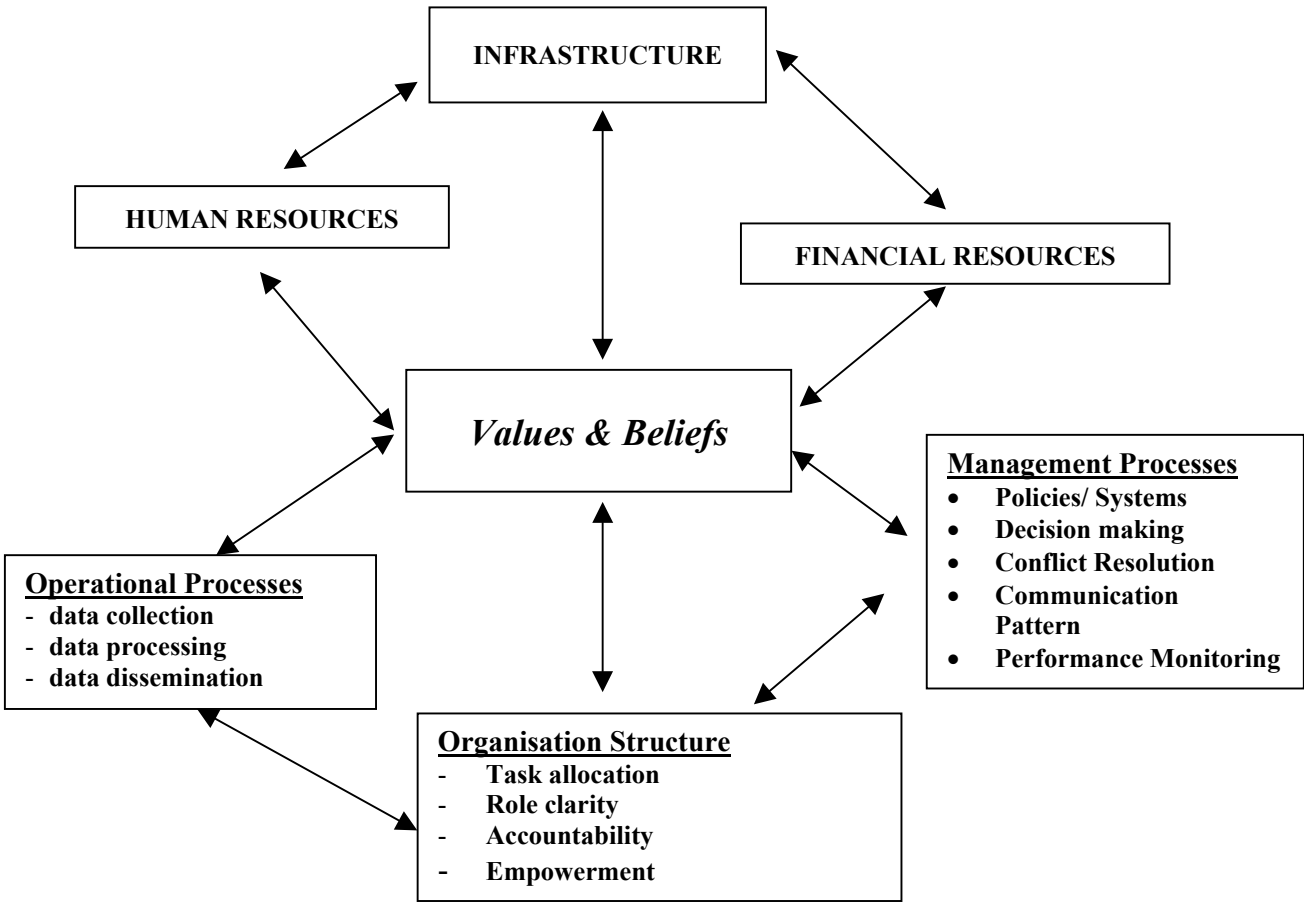 INFRASTRUCTURE
HUMAN RESOURCES
FINANCIAL RESOURCES
Values & Beliefs
Management Processes
• Policies/ Systems
• Decision making
• Conflict Resolution
• Communication
Pattern
• Performance Monitoring
Operational Processes
- data collection
- data processing
- data dissemination
Organisation Structure
- Task allocation
- Role clarity
- Accountability
- Empowerment